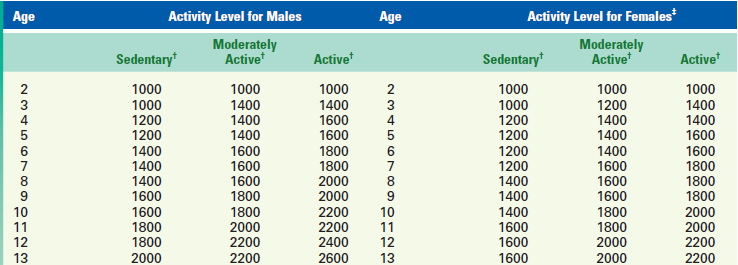 Age Activity Level for Males Age Activity Level for Females‡
Sedentary† Moderately Active† Active† Sedentary† Moderately Active† Active†
2 1000 1000 1000 2 1000 1000 1000
3 1000 1400 1400 3 1000 1200 1400
4 1200 1400 1600 4 1200 1400 1400
5 1200 1400 1600 5 1200 1400 1600
6 1400 1600 1800 6 1200 1400 1600
7 1400 1600 1800 7 1200 1600 1800
8 1400 1600 2000 8 1400 1600 1800
9 1600 1800 2000 9 1400 1600 1800
10 1600 1800 2200 10 1400 1800 2000
11 1800 2000 2200 11 1600 1800 2000
12 1800 2200 2400 12 1600 2000 2200
13 2000 2200 2600 13 1600 2000 2200